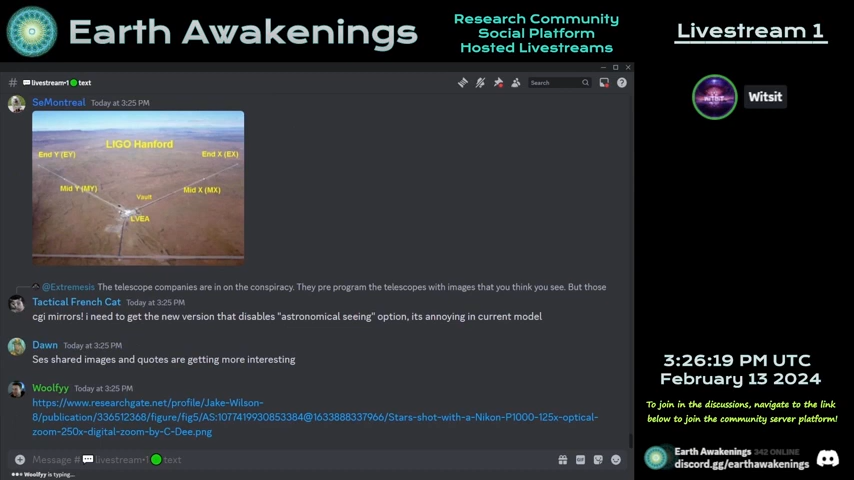 Earth Awakenings
Research Community
Social Platform
Hosted Livestreams
Livestream 1
Witsit
# livestream-1 text
Search
SeMontreal Today at 3:25 PM
LIGO Hanford
End Y (EY)
End X (EX)
Mid Y (MY)
Mid X (MX)
Vault
LVEA
@Extremesis The telescope companies are in on the conspiracy. They pre program the telescopes with images that you think you see. But those
Tactical French Cat Today at 3:25 PM
cgi mirrors! i need to get the new version that disables "astronomical seeing" option, its annoying in current model
Dawn Today at 3:25 PM
Ses shared images and quotes are getting more interesting
Woolfyy Today at 3:25 PM
https://www.researchgate.net/profile/Jake-Wilson-
8/publication/336512368/figure/fig5/AS:1077419930853384@1633888337966/Stars-shot-with-a-Nikon-P1000-125x-optical-
zoom-250x-digital-zoom-by-C-Dee.png
Message # livestream-1 text
Woolfyy is typing...
3:26:19 PM UTC
February 13 2024
To join in the discussions, navigate to the link
below to join the community server platform!
Earth Awakenings 342 ONLINE
discord.gg/earthawakenings